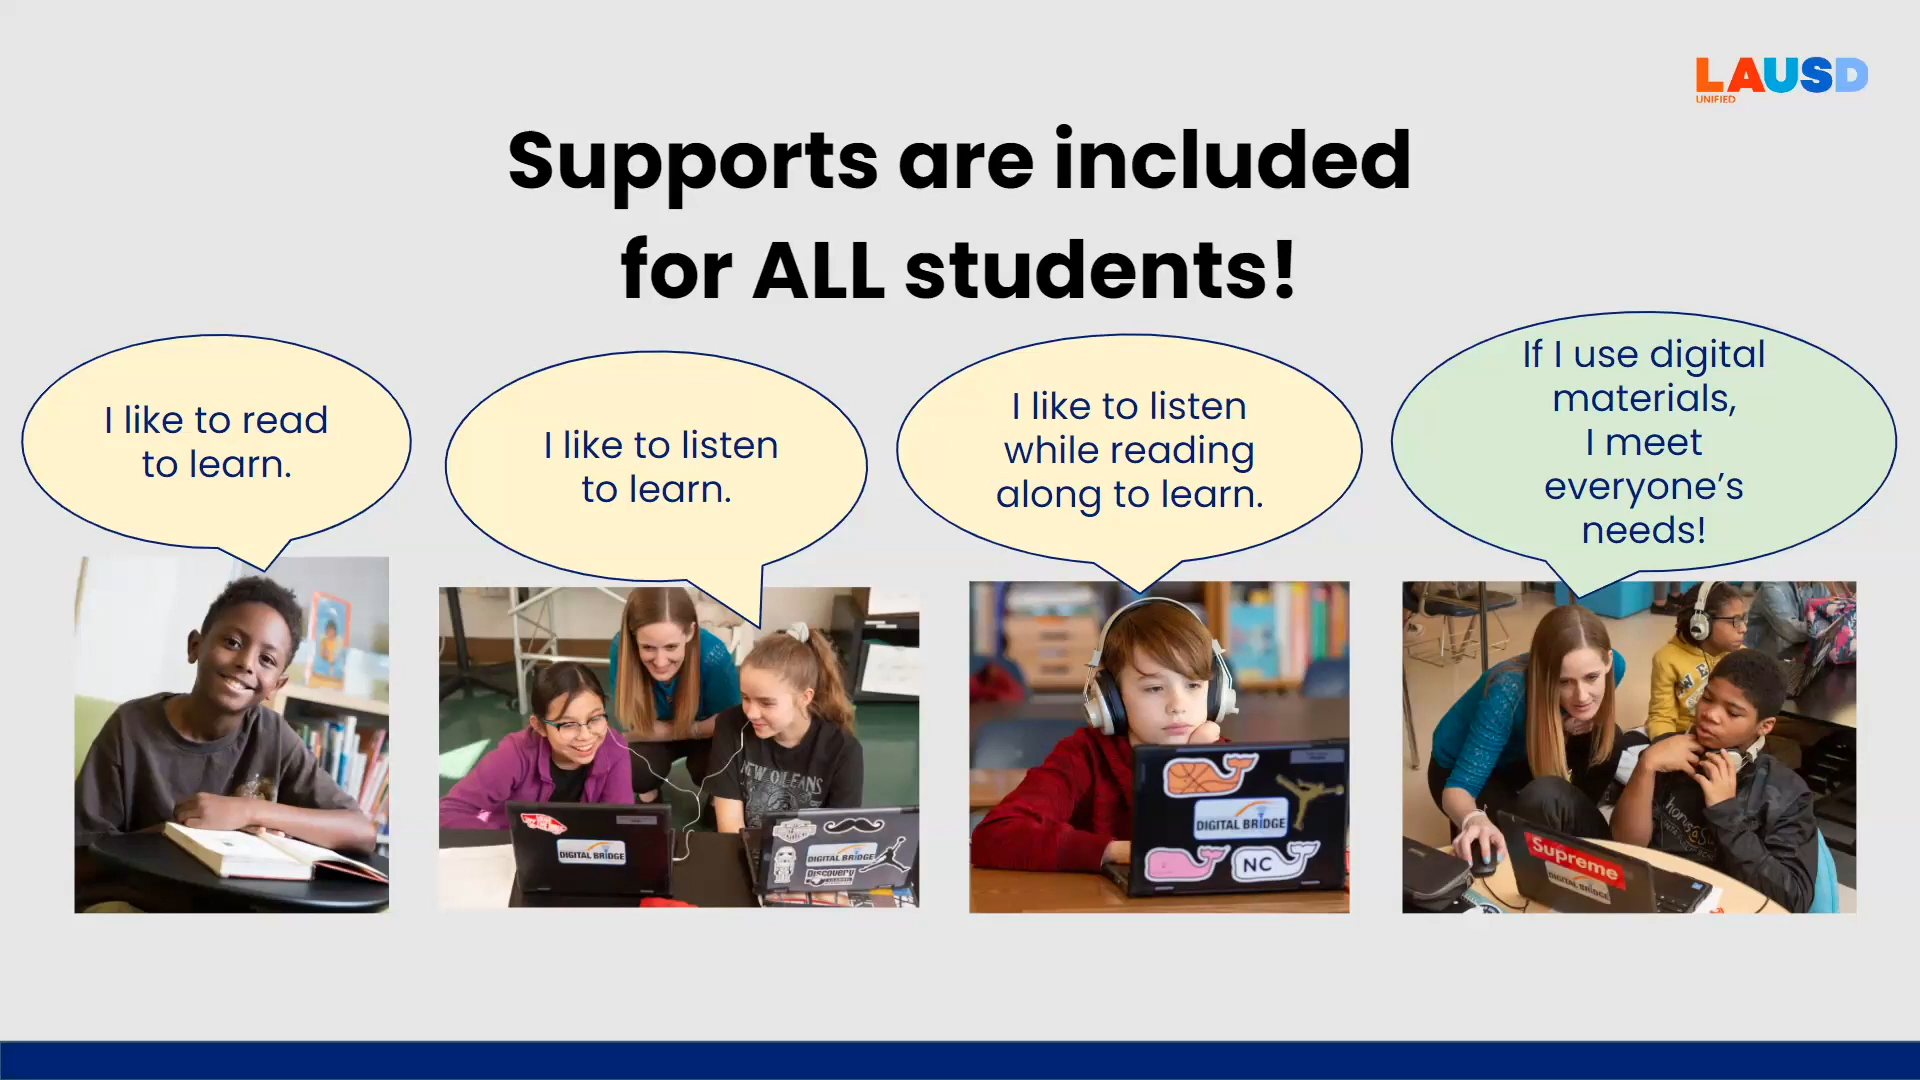 LAUSD
UNIFIED
Supports are included
for ALL students!
I like to read
to learn.
I like to listen
to learn.
I like to listen
while reading
along to learn.
If I use digital
materials,
I meet
everyone’s
needs!
NEW ORLEANS
DIGITAL BRIDGE
DIGITAL BRIDGE
Discovery
DIGITAL BRIDGE
NC
Supreme
DIGITAL BRIDGE